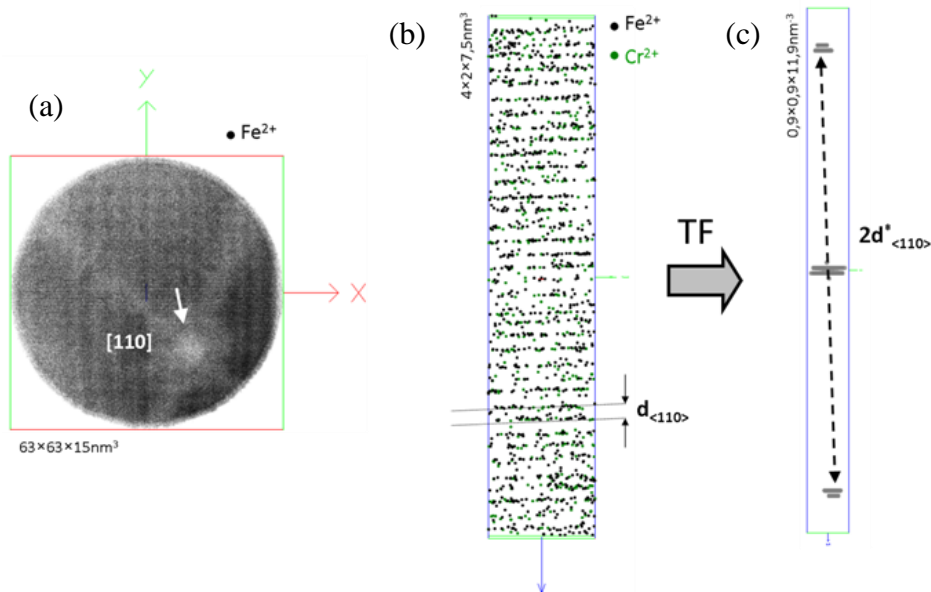 (a)
Y
X
● Fe²⁺
[110]
63×63×15nm³
(b)
4×2×7,5nm³
● Fe²⁺
● Cr²⁺
d<110>
TF
(c)
0,9×0,9×11,9nm⁻³
2d*<110>